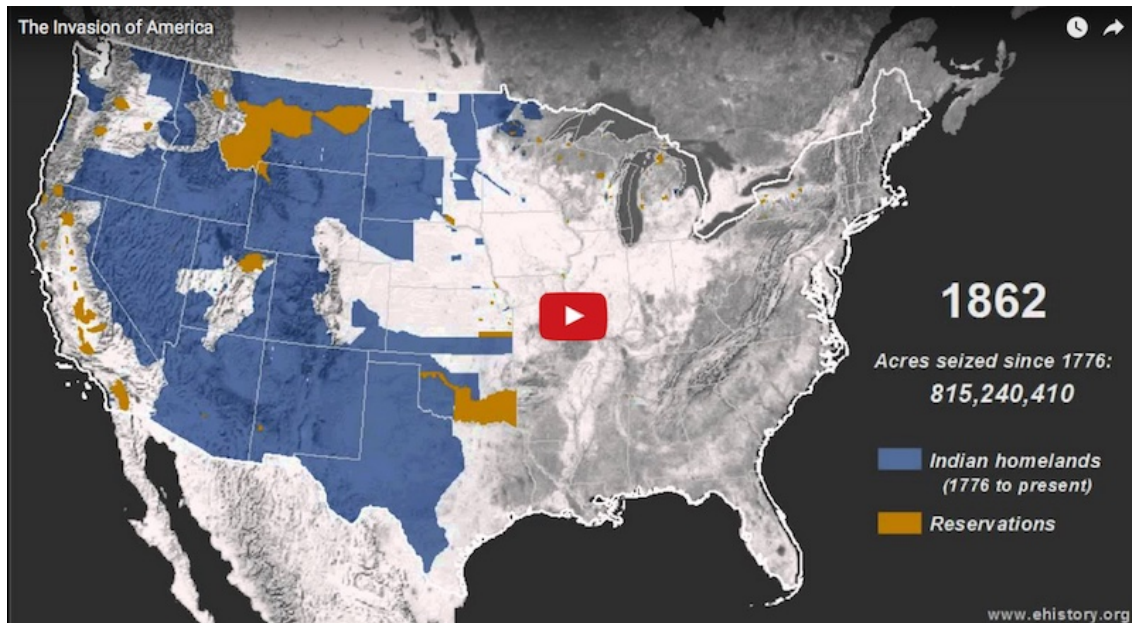 The Invasion of America
1862
Acres seized since 1776:
815,240,410
Indian homelands
(1776 to present)
Reservations
www.ehistory.org